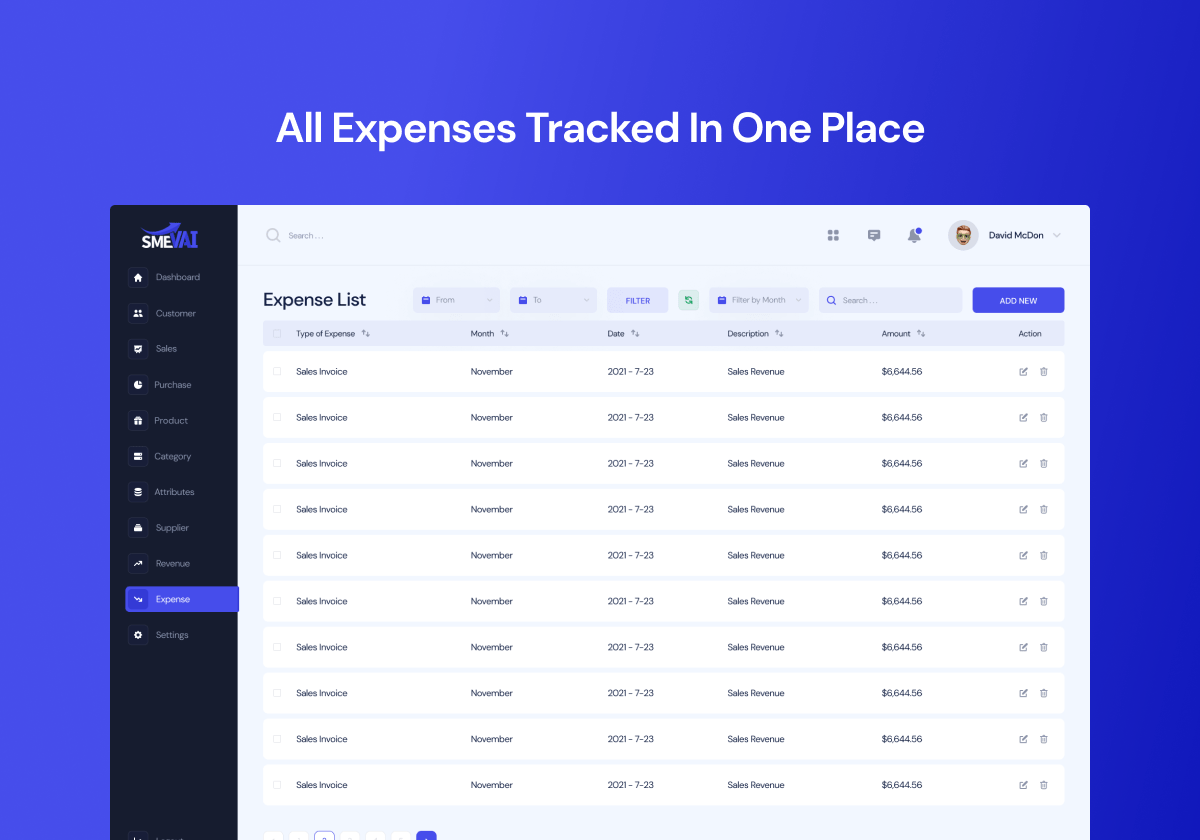 All Expenses Tracked In One Place
SMEVAI
Search . . .
David McDon
Dashboard
Customer
Sales
Purchase
Product
Category
Attributes
Supplier
Revenue
Expense
Settings
Expense List
From
To
FILTER
Filter by Month
Search . . .
ADD NEW
Type of Expense Month Date Description Amount Action
Sales Invoice November 2021 - 7-23 Sales Revenue $6,644.56
Sales Invoice November 2021 - 7-23 Sales Revenue $6,644.56
Sales Invoice November 2021 - 7-23 Sales Revenue $6,644.56
Sales Invoice November 2021 - 7-23 Sales Revenue $6,644.56
Sales Invoice November 2021 - 7-23 Sales Revenue $6,644.56
Sales Invoice November 2021 - 7-23 Sales Revenue $6,644.56
Sales Invoice November 2021 - 7-23 Sales Revenue $6,644.56
Sales Invoice November 2021 - 7-23 Sales Revenue $6,644.56
Sales Invoice November 2021 - 7-23 Sales Revenue $6,644.56
Sales Invoice November 2021 - 7-23 Sales Revenue $6,644.56